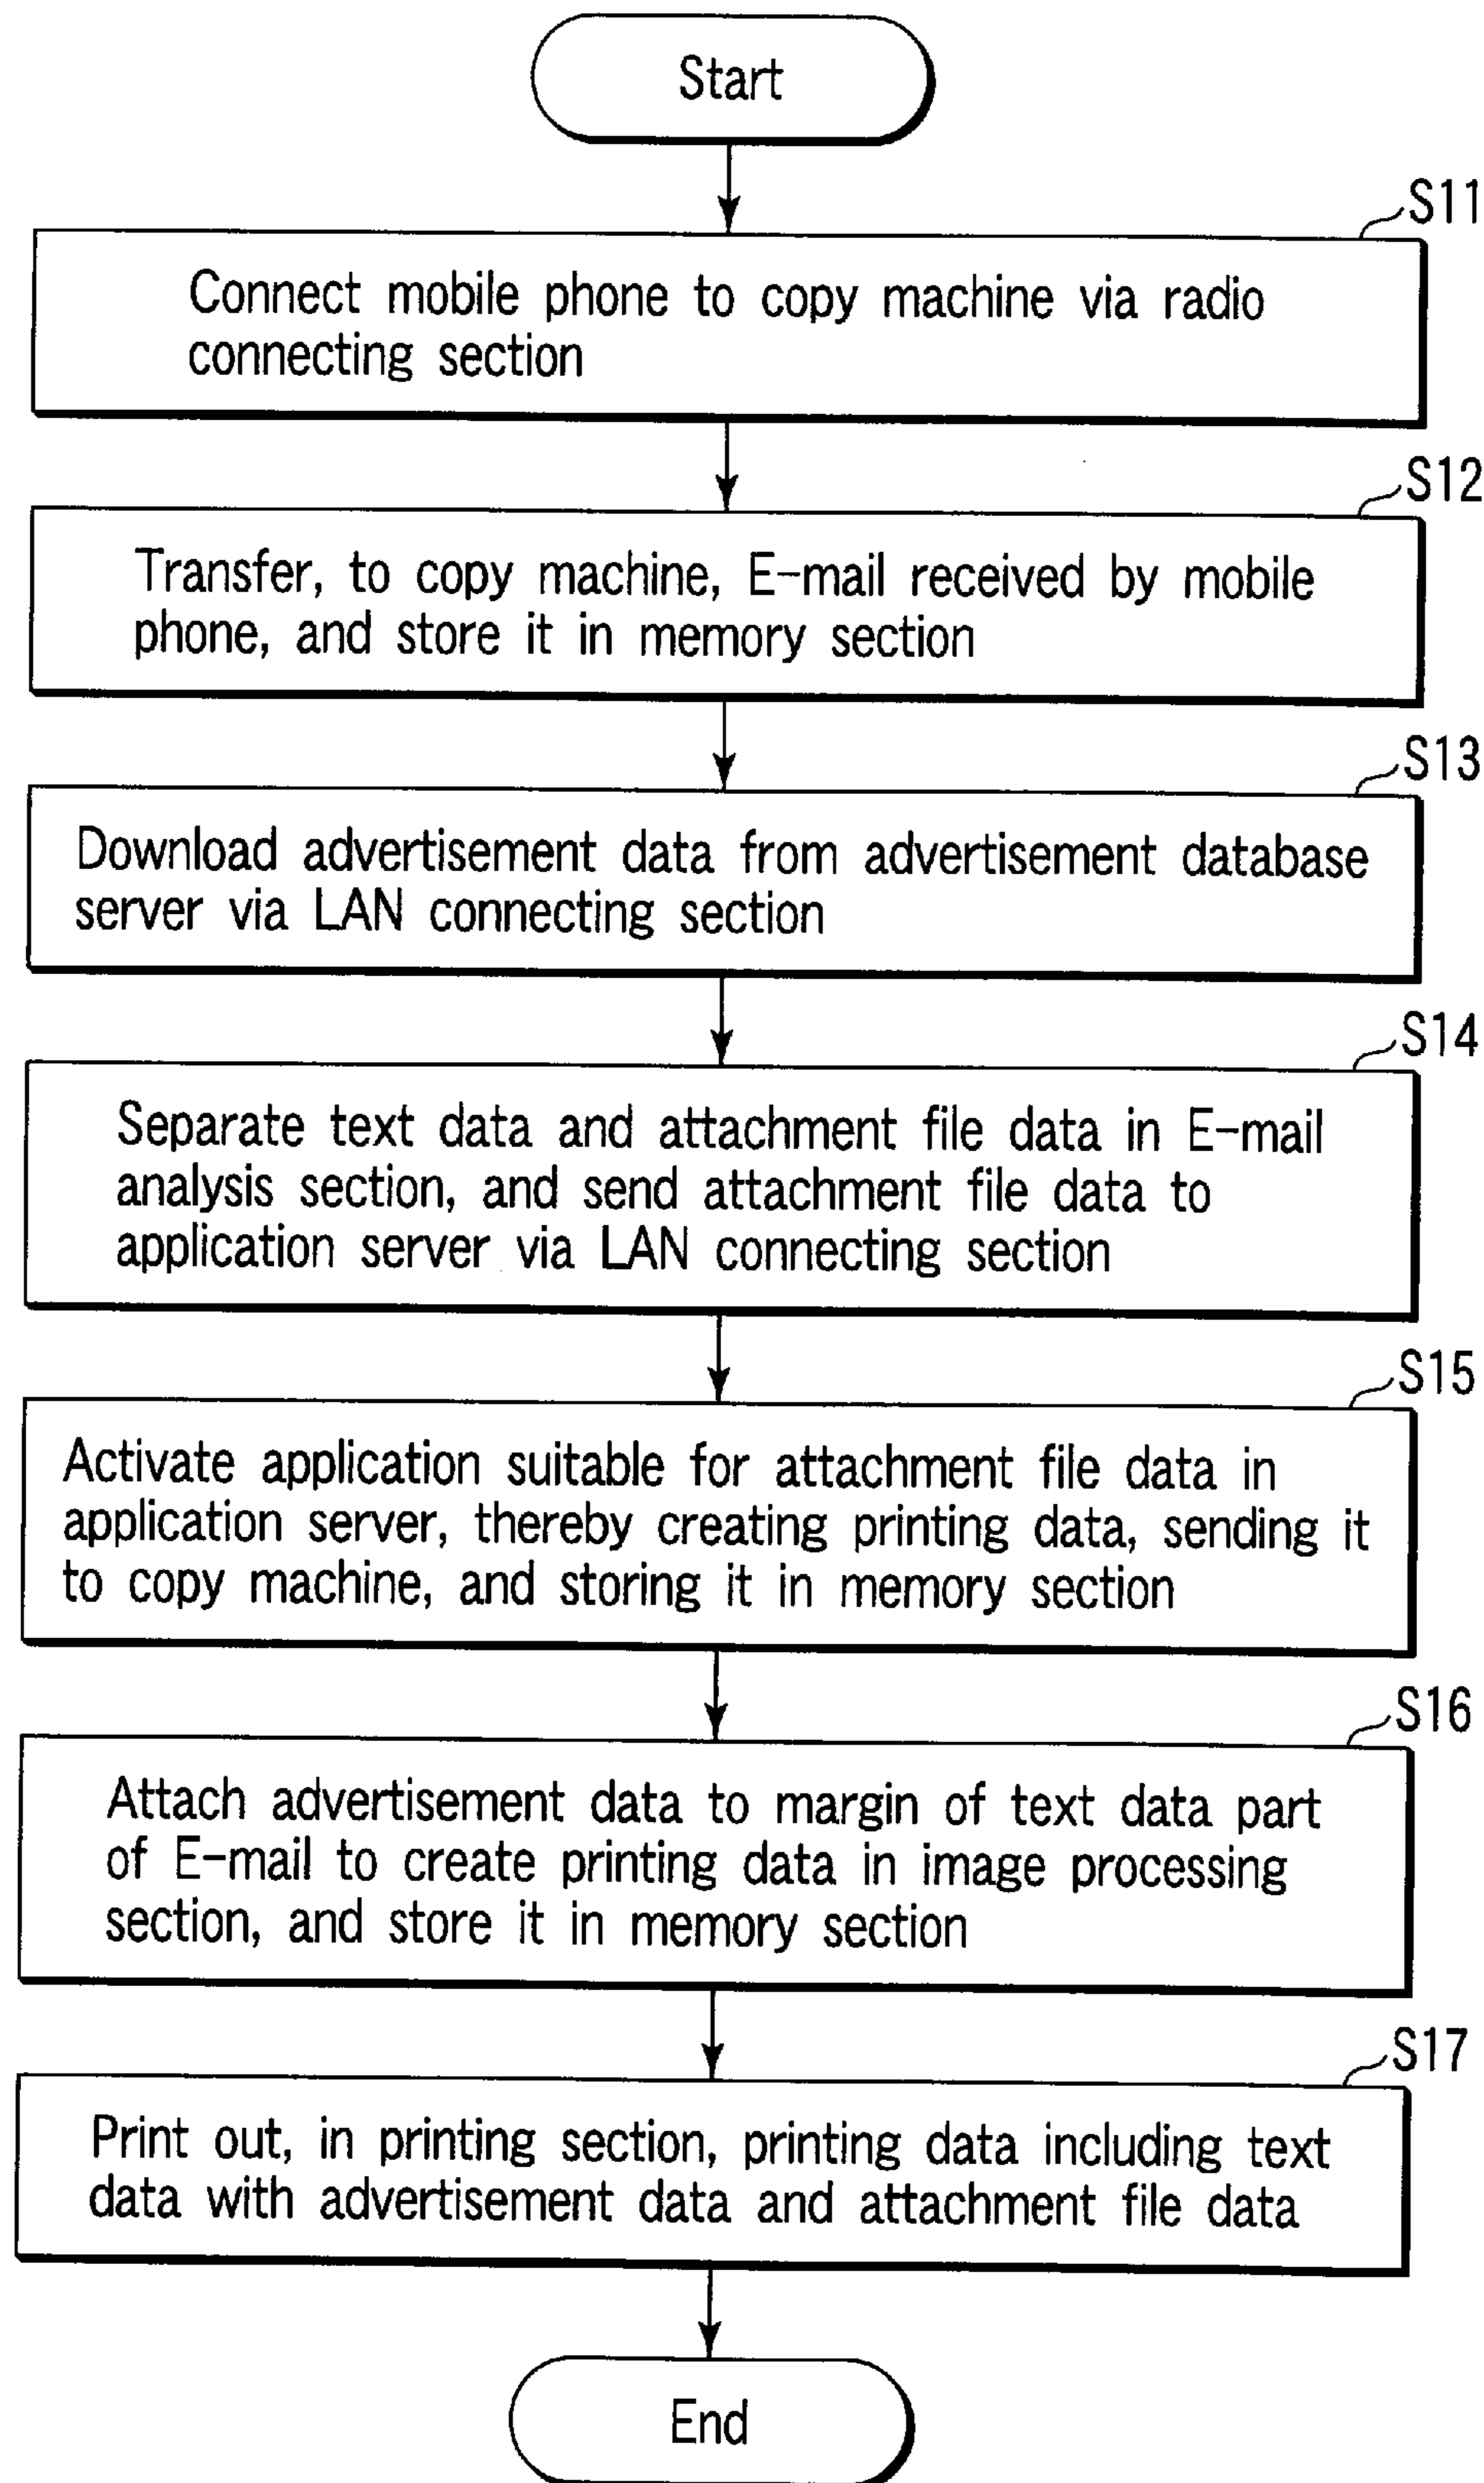 Start
S11
Connect mobile phone to copy machine via radio
connecting section
S12
Transfer, to copy machine, E-mail received by mobile
phone, and store it in memory section
S13
Download advertisement data from advertisement database
server via LAN connecting section
S14
Separate text data and attachment file data in E-mail
analysis section, and send attachment file data to
application server via LAN connecting section
S15
Activate application suitable for attachment file data in
application server, thereby creating printing data, sending it
to copy machine, and storing it in memory section
S16
Attach advertisement data to margin of text data part
of E-mail to create printing data in image processing
section, and store it in memory section
S17
Print out, in printing section, printing data including text
data with advertisement data and attachment file data
End